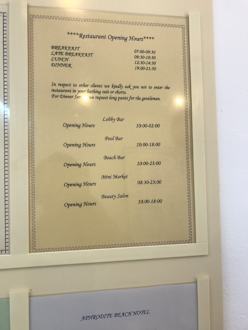 ****Restaurant Opening Hours****
BREAKFAST 07:00-09:30
LATE BREAKFAST 09:30-10:30
LUNCH 12:30-14:30
DINNER 19:00-21:30
In respect to other clients we kindly ask you not to enter the
restaurant in your bathing suit or shorts.
For Dinner we request long pants for the gentlemen.
Lobby Bar
Opening Hours 10:00-02:00
Pool Bar
Opening Hours 10:00-18:00
Beach Bar
Opening Hours 10:00-23:00
Mini Market
Opening Hours 08:30-23:00
Beauty Salon
Opening Hours 10:00-18:00
APHRODITE BEACH HOTEL